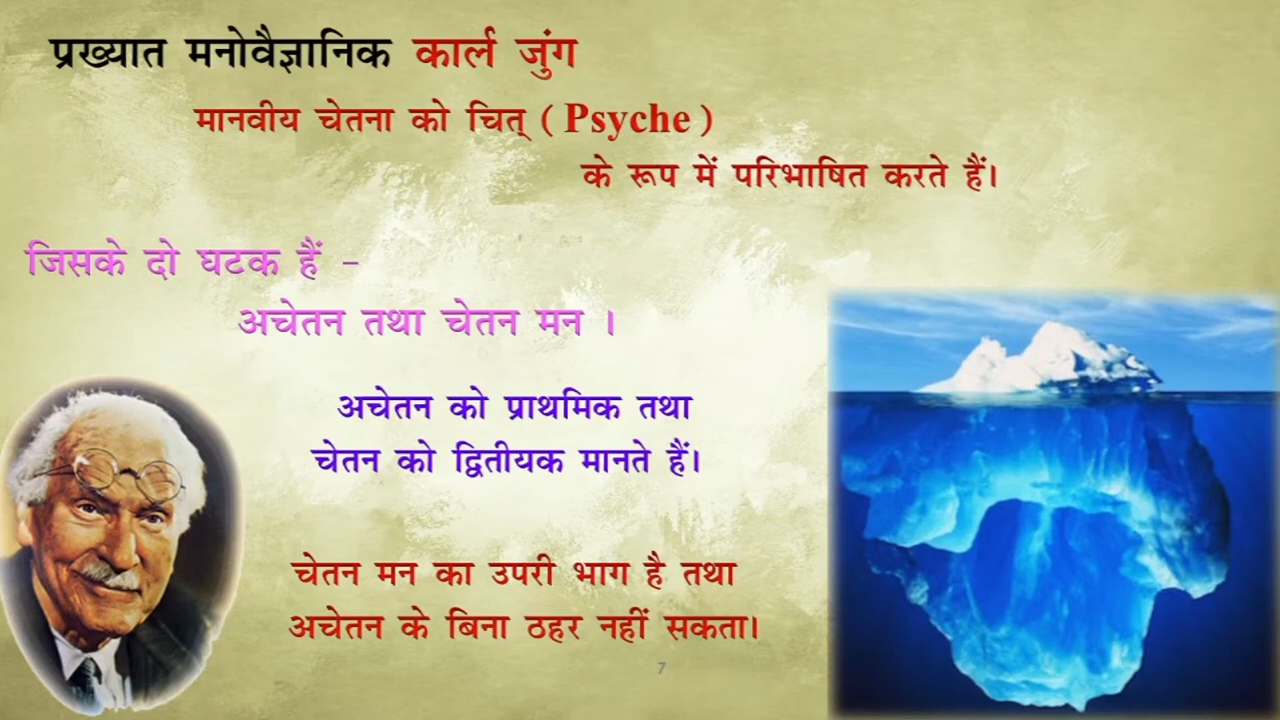 प्रख्यात मनोवैज्ञानिक कार्ल जुंग
मानवीय चेतना को चित् ( Psyche )
के रूप में परिभाषित करते हैं।
जिसके दो घटक हैं -
अचेतन तथा चेतन मन ।
अचेतन को प्राथमिक तथा
चेतन को द्वितीयक मानते हैं।
चेतन मन का उपरी भाग है तथा
अचेतन के बिना ठहर नहीं सकता।
7